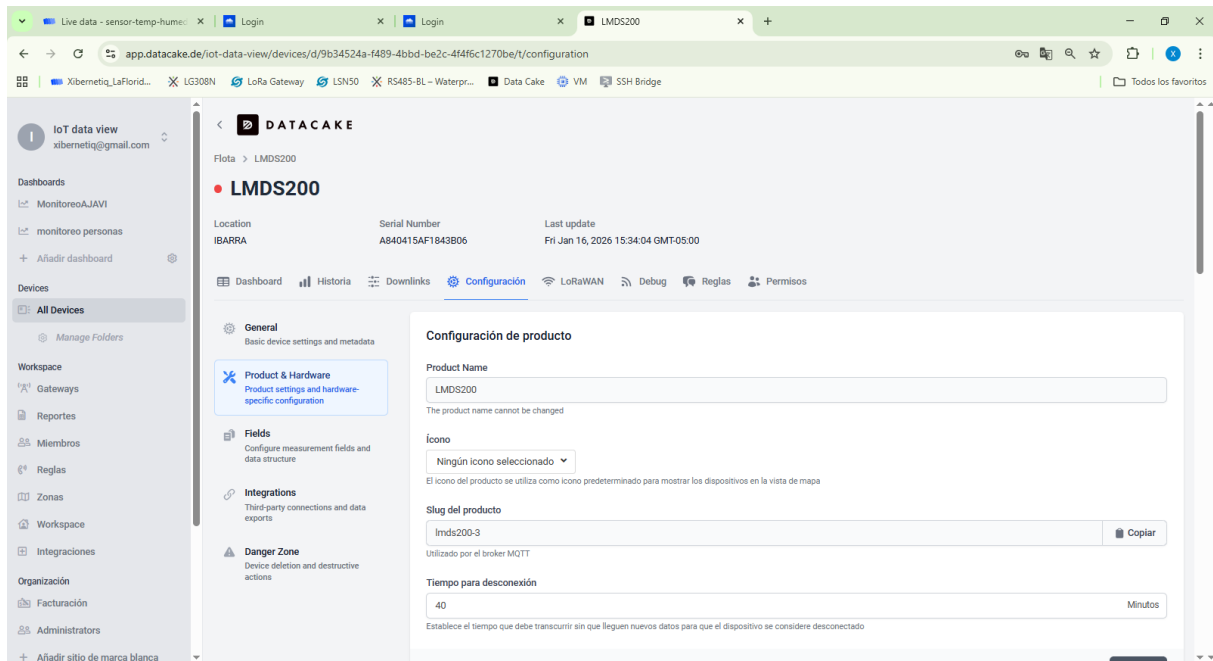 Live data - sensor-temp-humed
Login
Login
LMDS200
app.datacake.de/iot-data-view/devices/d/9b34524a-f489-4bbd-be2c-4f4f6c1270be/t/configuration
Xibernetiq_LaFlorid...
LG308N
LoRa Gateway
LSN50
RS485-BL – Waterpr...
Data Cake
VM
SSH Bridge
Todos los favoritos
I
IoT data view
xibernetiq@gmail.com
Dashboards
MonitoreoAJAVI
monitoreo personas
Añadir dashboard
Devices
All Devices
Manage Folders
Workspace
Gateways
Reportes
Miembros
Reglas
Zonas
Workspace
Integraciones
Organización
Facturación
Administrators
Añadir sitio de marca blanca
DATACAKE
Flota > LMDS200
LMDS200
Location
IBARRA
Serial Number
A840415AF1843B06
Last update
Fri Jan 16, 2026 15:34:04 GMT-05:00
Dashboard
Historia
Downlinks
Configuración
LoRaWAN
Debug
Reglas
Permisos
General
Basic device settings and metadata
Product & Hardware
Product settings and hardware-
specific configuration
Fields
Configure measurement fields and
data structure
Integrations
Third-party connections and data
exports
Danger Zone
Device deletion and destructive
actions
Configuración de producto
Product Name
LMDS200
The product name cannot be changed
Ícono
Ningún icono seleccionado
El icono del producto se utiliza como icono predeterminado para mostrar los dispositivos en la vista de mapa
Slug del producto
lmds200-3
Copiar
Utilizado por el broker MQTT
Tiempo para desconexión
40
Minutos
Establece el tiempo que debe transcurrir sin que lleguen nuevos datos para que el dispositivo se considere desconectado